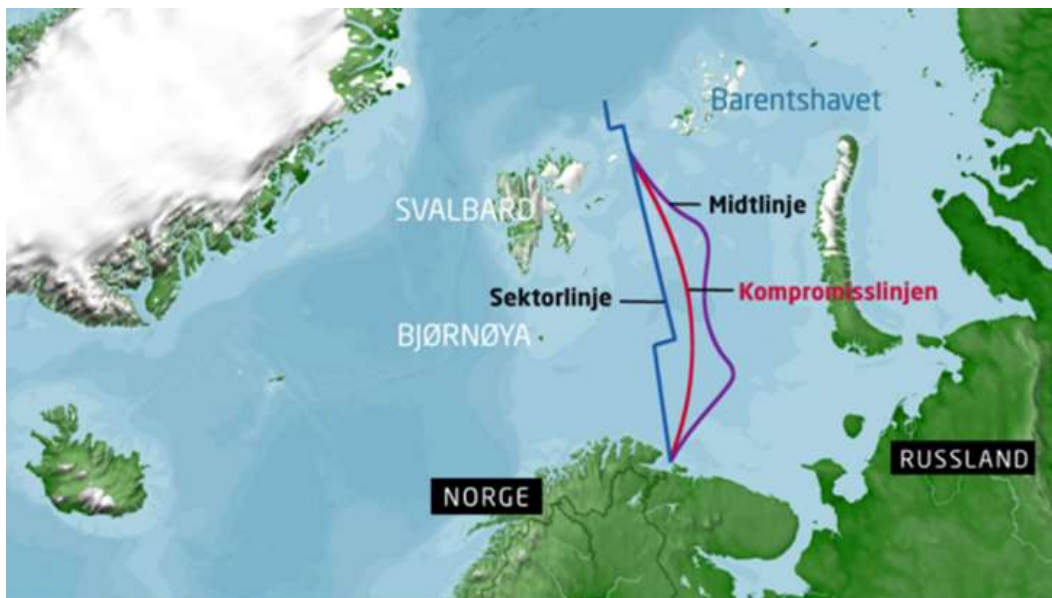 Barentshavet
SVALBARD
Midtlinje
Sektorlinje
Kompromisslinjen
BJØRNØYA
RUSSLAND
NORGE